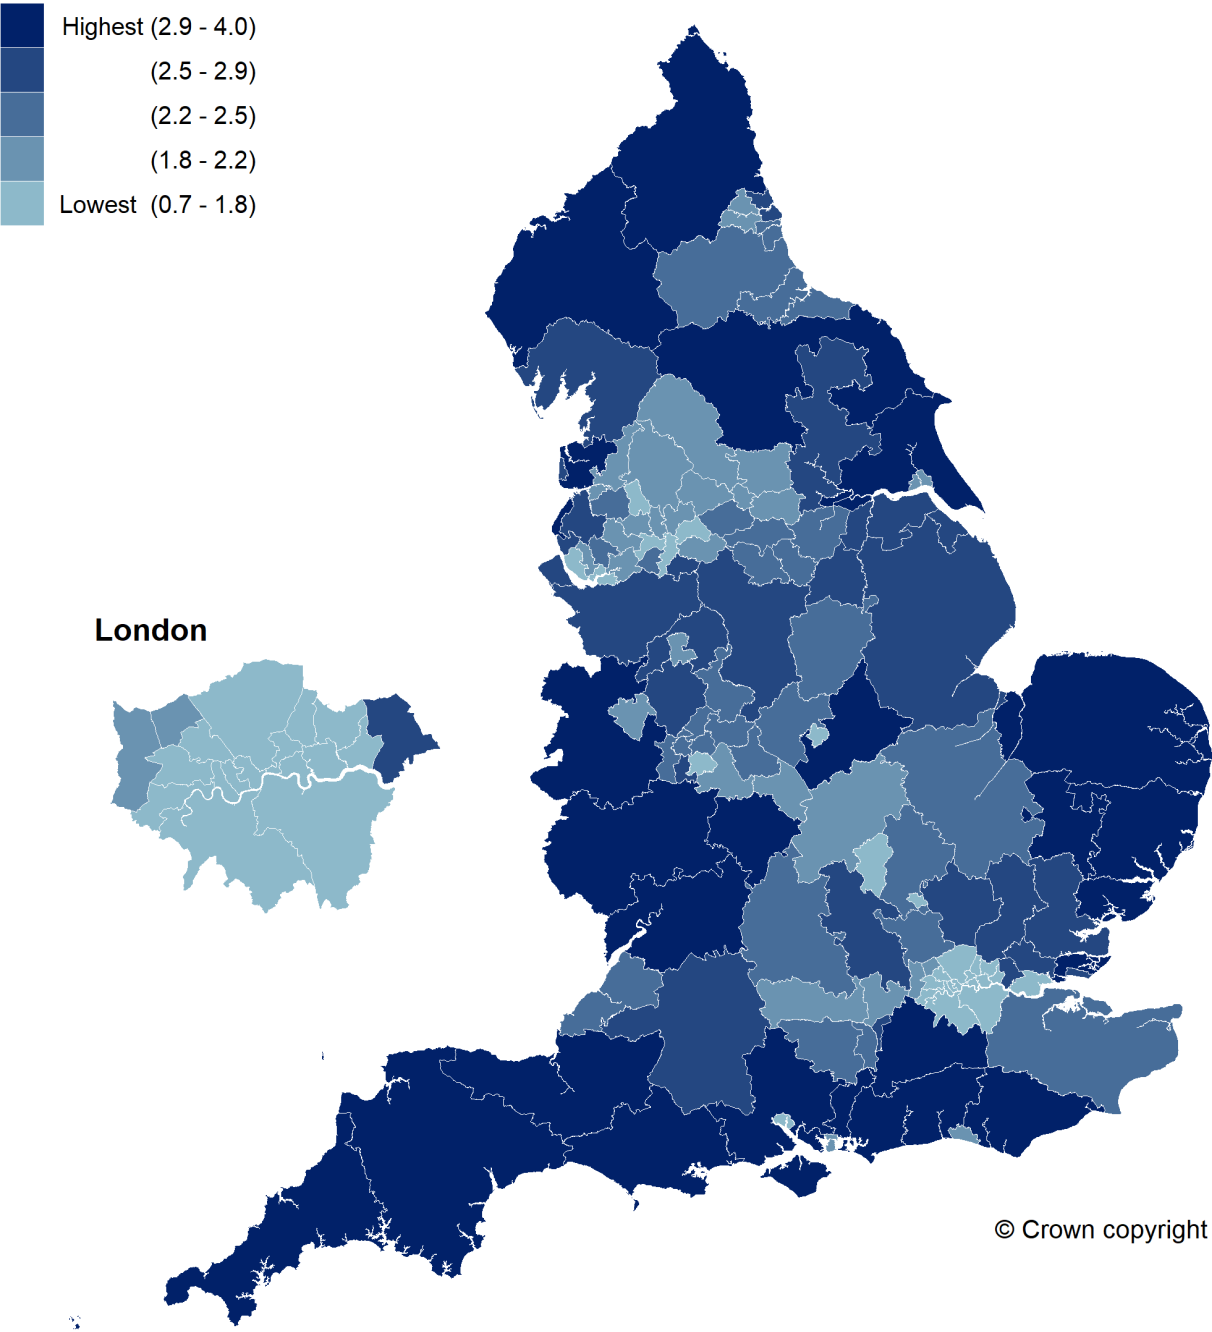 Highest (2.9 - 4.0)
(2.5 - 2.9)
(2.2 - 2.5)
(1.8 - 2.2)
Lowest (0.7 - 1.8)
London
© Crown copyright